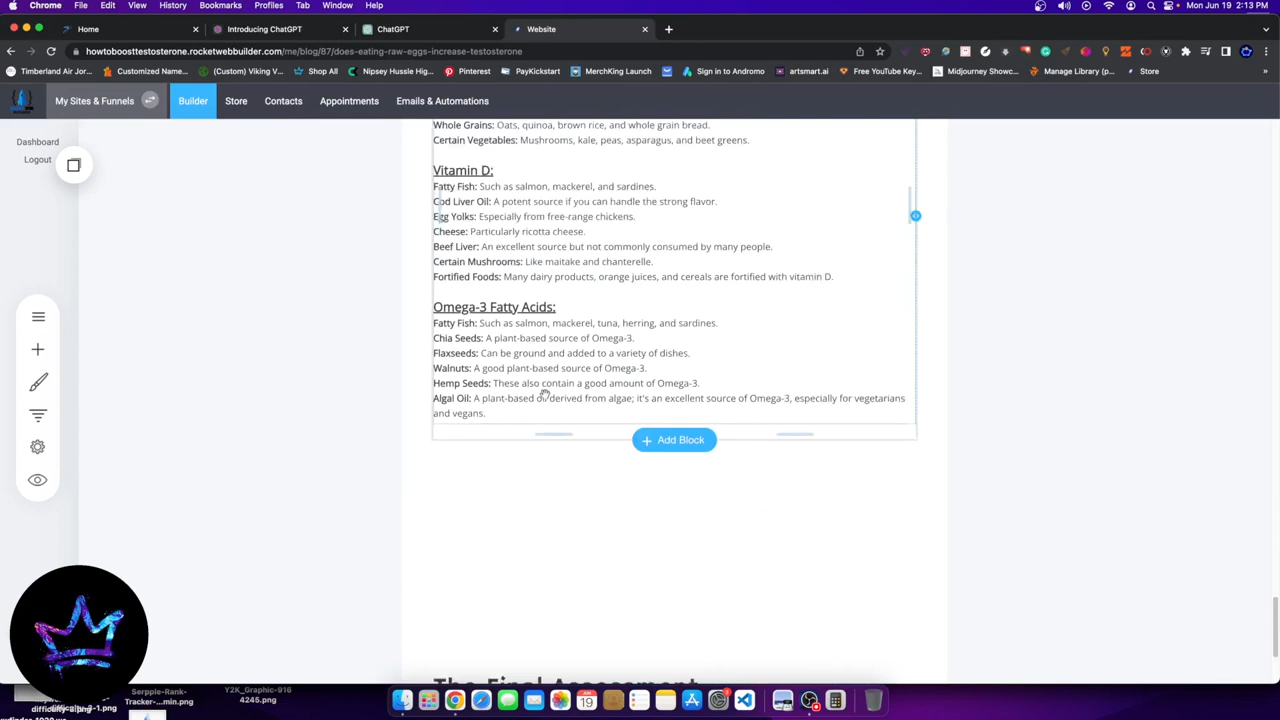 Chrome File Edit View History Bookmarks Profiles Tab Window Help Mon Jun 19 2:13 PM
Home Introducing ChatGPT ChatGPT Website
howtoboosttestosterone.rocketwebbuilder.com/me/blog/87/does-eating-raw-eggs-increase-testosterone
Timberland Air Jor... Customized Name... (Custom) Viking V... Shop All Nipsey Hussle Hig... Pinterest PayKickstart MerchKing Launch Sign in to Andromo artsmart.ai Free YouTube Key... Midjourney Showc... Manage Library (p... Store
My Sites & Funnels Builder Store Contacts Appointments Emails & Automations
Dashboard
Logout
Whole Grains: Oats, quinoa, brown rice, and whole grain bread.
Certain Vegetables: Mushrooms, kale, peas, asparagus, and beet greens.
Vitamin D:
Fatty Fish: Such as salmon, mackerel, and sardines.
Cod Liver Oil: A potent source if you can handle the strong flavor.
Egg Yolks: Especially from free-range chickens.
Cheese: Particularly ricotta cheese.
Beef Liver: An excellent source but not commonly consumed by many people.
Certain Mushrooms: Like maitake and chanterelle.
Fortified Foods: Many dairy products, orange juices, and cereals are fortified with vitamin D.
Omega-3 Fatty Acids:
Fatty Fish: Such as salmon, mackerel, tuna, herring, and sardines.
Chia Seeds: A plant-based source of Omega-3.
Flaxseeds: Can be ground and added to a variety of dishes.
Walnuts: A good plant-based source of Omega-3.
Hemp Seeds: These also contain a good amount of Omega-3.
Algal Oil: A plant-based derived from algae; it's an excellent source of Omega-3, especially for vegetarians
and vegans.
+ Add Block
The Final Assessment
Serpple-Rank-
Tracker-...min.png
Y2K_Graphic-916
4245.png
19